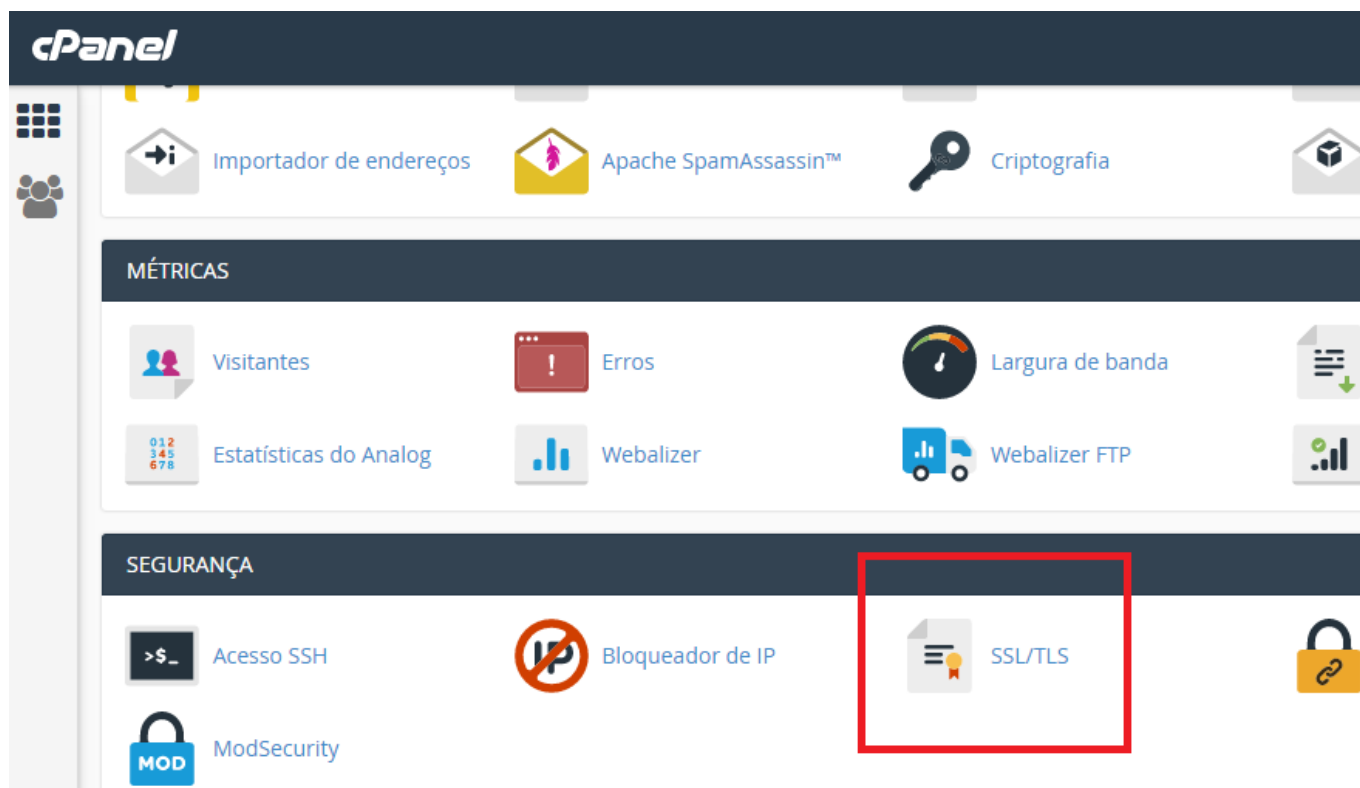 cPanel
Importador de endereços
Apache SpamAssassin™
Criptografia
MÉTRICAS
Visitantes
Erros
Largura de banda
012
345
678
Estatísticas do Analog
Webalizer
Webalizer FTP
SEGURANÇA
>$_
Acesso SSH
IP
Bloqueador de IP
SSL/TLS
MOD
ModSecurity